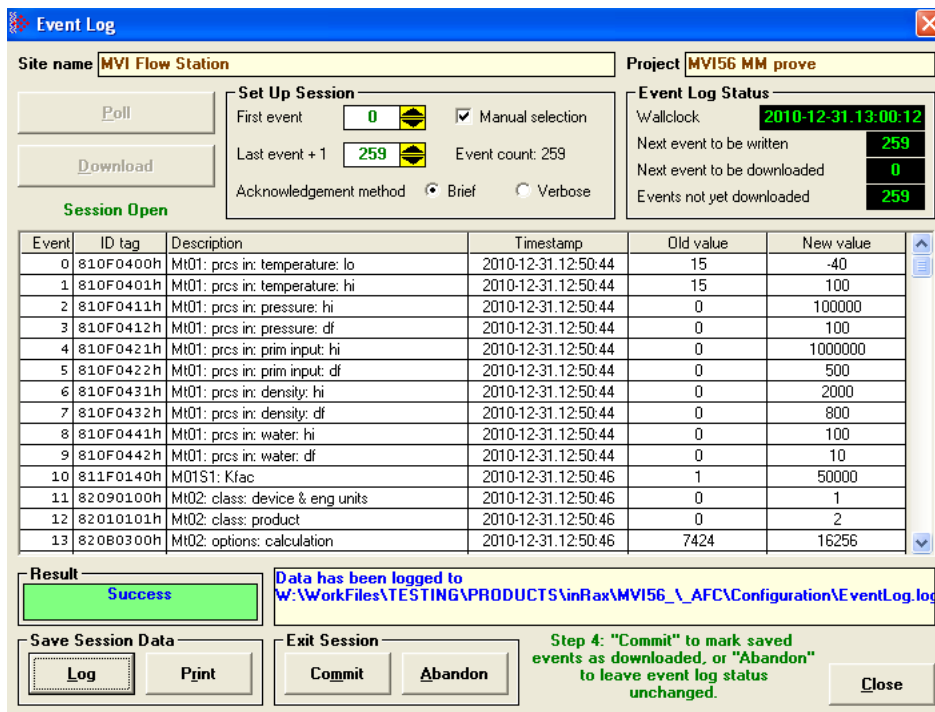 Event Log
Site name MVI Flow Station Project MVI56 MM prove
Poll
Download
Session Open
Set Up Session
First event 0 Manual selection
Last event + 1 259 Event count: 259
Acknowledgement method Brief Verbose
Event Log Status
Wallclock 2010-12-31.13:00:12
Next event to be written 259
Next event to be downloaded 0
Events not yet downloaded 259
Event ID tag Description Timestamp Old value New value
0 810F0400h Mt01: prcs in: temperature: lo 2010-12-31.12:50:44 15 -40
1 810F0401h Mt01: prcs in: temperature: hi 2010-12-31.12:50:44 15 100
2 810F0411h Mt01: prcs in: pressure: hi 2010-12-31.12:50:44 0 100000
3 810F0412h Mt01: prcs in: pressure: df 2010-12-31.12:50:44 0 100
4 810F0421h Mt01: prcs in: prim input: hi 2010-12-31.12:50:44 0 1000000
5 810F0422h Mt01: prcs in: prim input: df 2010-12-31.12:50:44 0 500
6 810F0431h Mt01: prcs in: density: hi 2010-12-31.12:50:44 0 2000
7 810F0432h Mt01: prcs in: density: df 2010-12-31.12:50:44 0 800
8 810F0441h Mt01: prcs in: water: hi 2010-12-31.12:50:44 0 100
9 810F0442h Mt01: prcs in: water: df 2010-12-31.12:50:44 0 10
10 811F0140h M01S1: Kfac 2010-12-31.12:50:46 1 50000
11 82090100h Mt02: class: device & eng units 2010-12-31.12:50:46 0 1
12 82010101h Mt02: class: product 2010-12-31.12:50:46 0 2
13 820B0300h Mt02: options: calculation 2010-12-31.12:50:46 7424 16256
Result
Success
Data has been logged to
W:\WorkFiles\TESTING\PRODUCTS\inRax\MVI56_\_AFC\Configuration\EventLog.log
Save Session Data
Log Print
Exit Session
Commit Abandon
Step 4: "Commit" to mark saved
events as downloaded, or "Abandon"
to leave event log status
unchanged.
Close